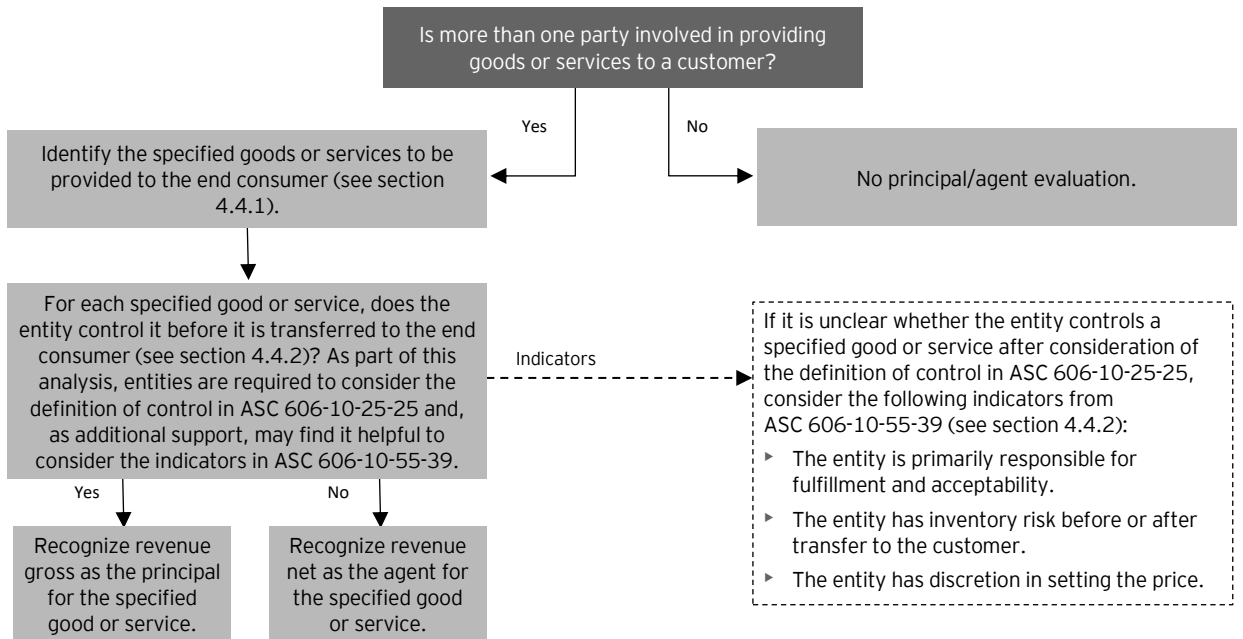 Is more than one party involved in providing
goods or services to a customer?
Yes
No
Identify the specified goods or services to be
provided to the end consumer (see section
4.4.1).
No principal/agent evaluation.
For each specified good or service, does the
entity control it before it is transferred to the end
consumer (see section 4.4.2)? As part of this
analysis, entities are required to consider the
definition of control in ASC 606-10-25-25 and,
as additional support, may find it helpful to
consider the indicators in ASC 606-10-55-39.
Indicators
If it is unclear whether the entity controls a
specified good or service after consideration of
the definition of control in ASC 606-10-25-25,
consider the following indicators from
ASC 606-10-55-39 (see section 4.4.2):
‣ The entity is primarily responsible for
fulfillment and acceptability.
‣ The entity has inventory risk before or after
transfer to the customer.
‣ The entity has discretion in setting the price.
Yes
No
Recognize revenue
gross as the principal
for the specified
good or service.
Recognize revenue
net as the agent for
the specified good
or service.